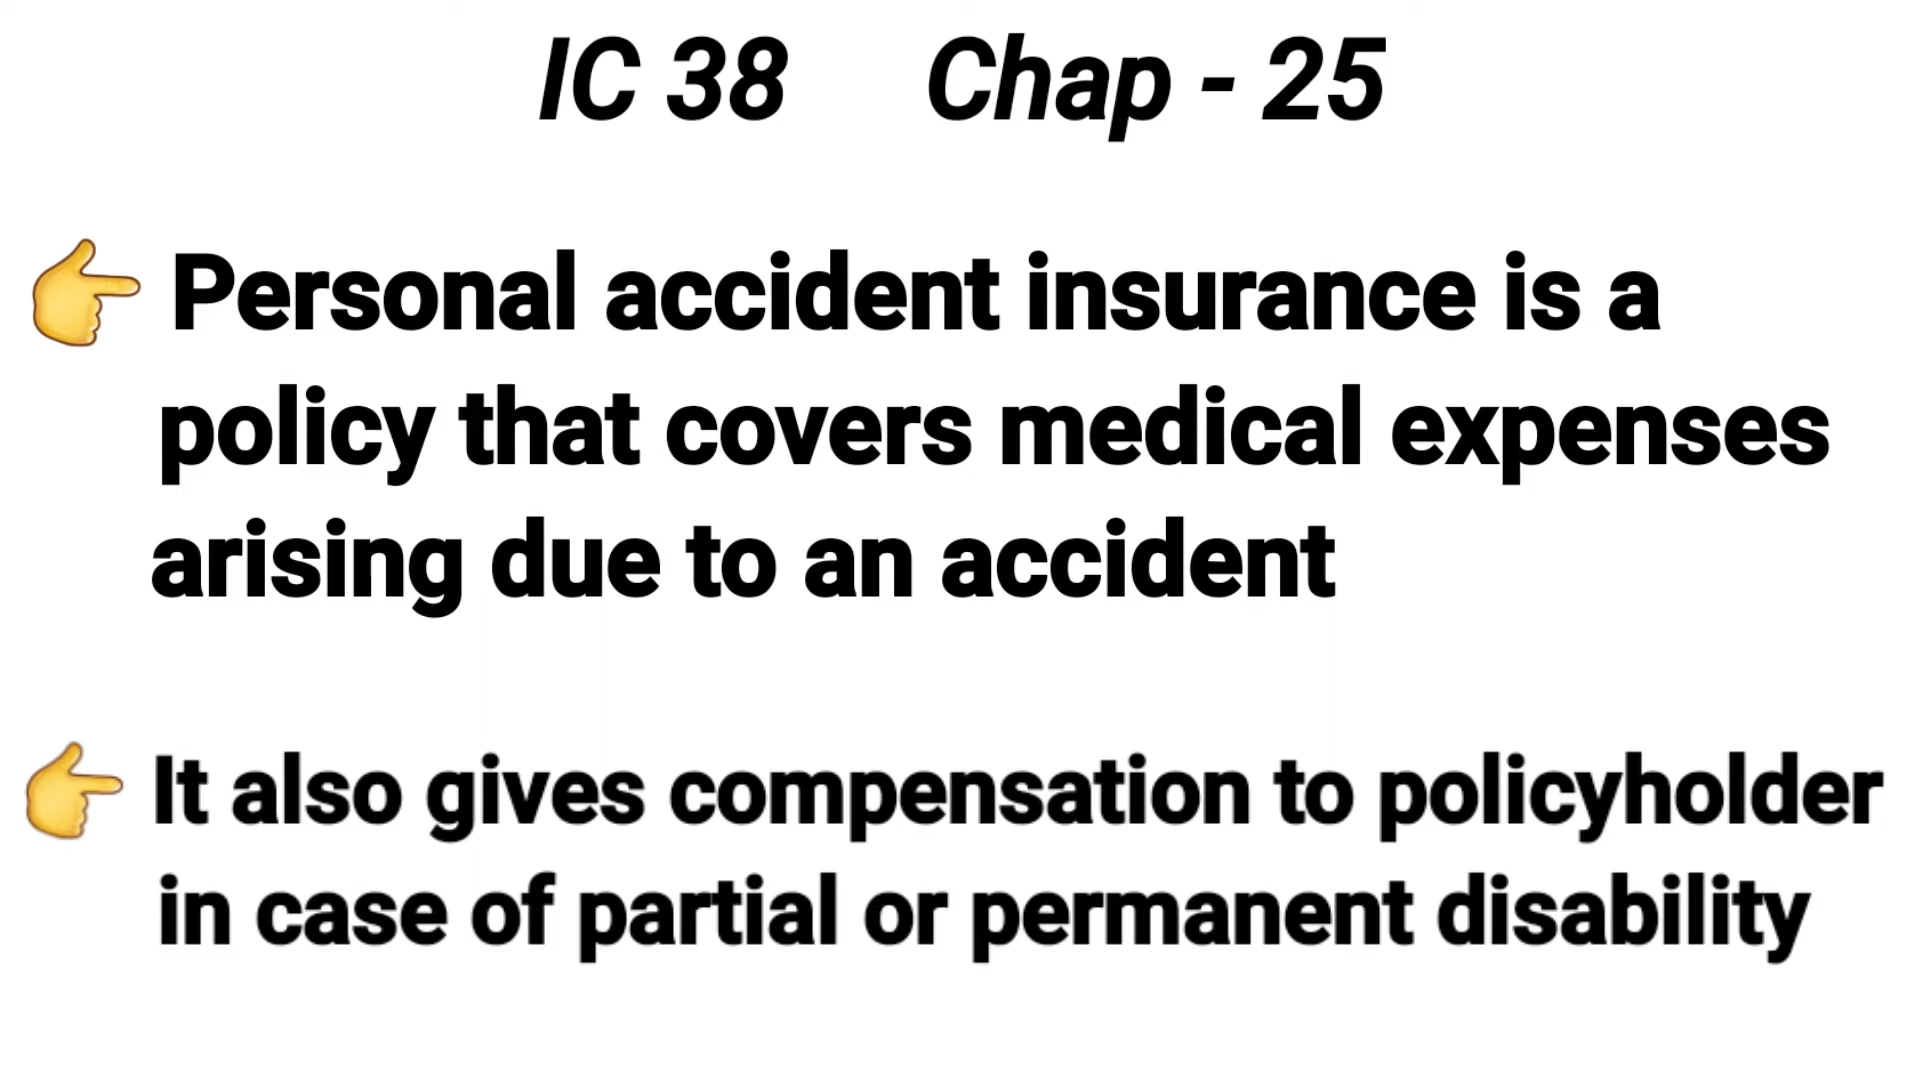 IC 38 Chap - 25
👉 Personal accident insurance is a
policy that covers medical expenses
arising due to an accident
👉 It also gives compensation to policyholder
in case of partial or permanent disability